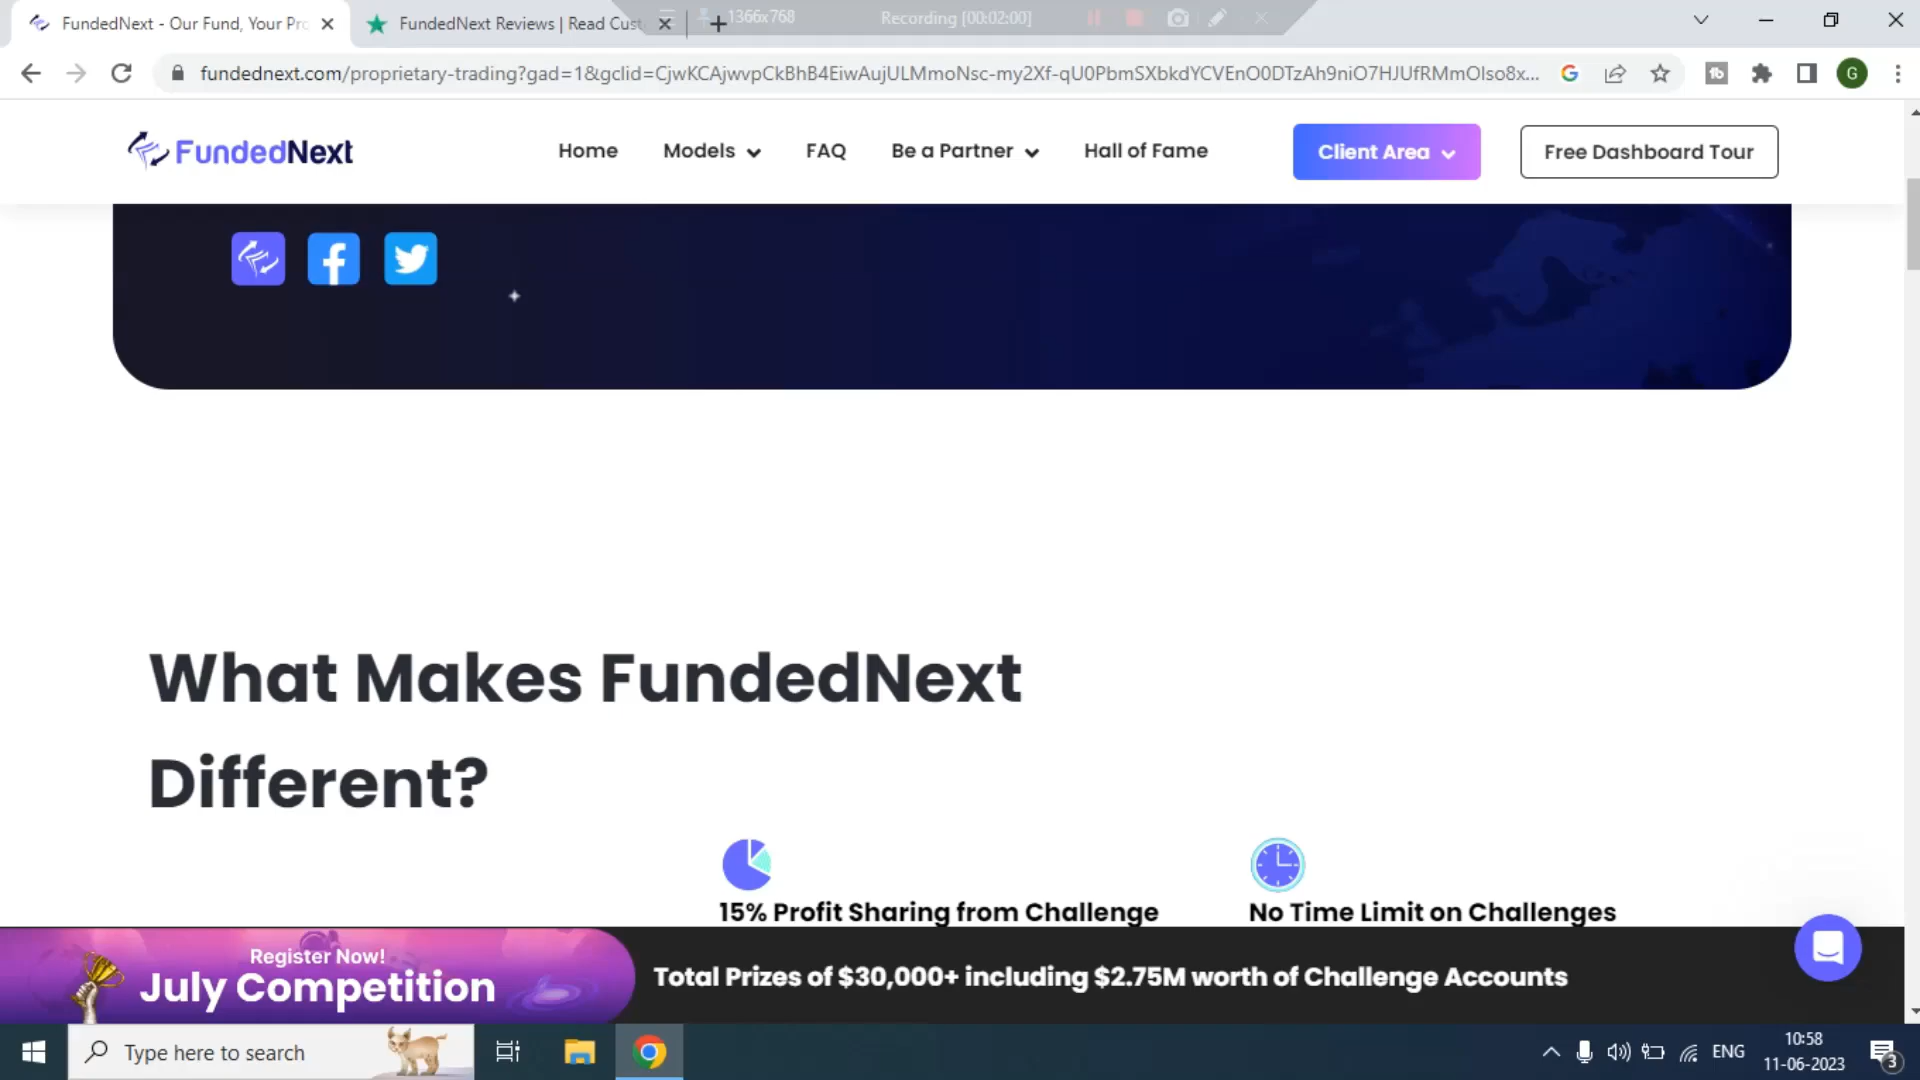 FundedNext - Our Fund, Your Pro
FundedNext Reviews | Read Cust
1366x768
Recording [00:02:00]
fundednext.com/proprietary-trading?gad=1&gclid=CjwKCAjwvpCkBhB4EiwAujULMmoNsc-my2Xf-qU0PbmSXbkdYCVEnO0DTzAh9niO7HJUfRMmOlso8x...
G
FundedNext
Home
Models
FAQ
Be a Partner
Hall of Fame
Client Area
Free Dashboard Tour
What Makes FundedNext
Different?
15% Profit Sharing from Challenge
No Time Limit on Challenges
Register Now!
July Competition
Total Prizes of $30,000+ including $2.75M worth of Challenge Accounts
Type here to search
ENG
10:58
11-06-2023
3